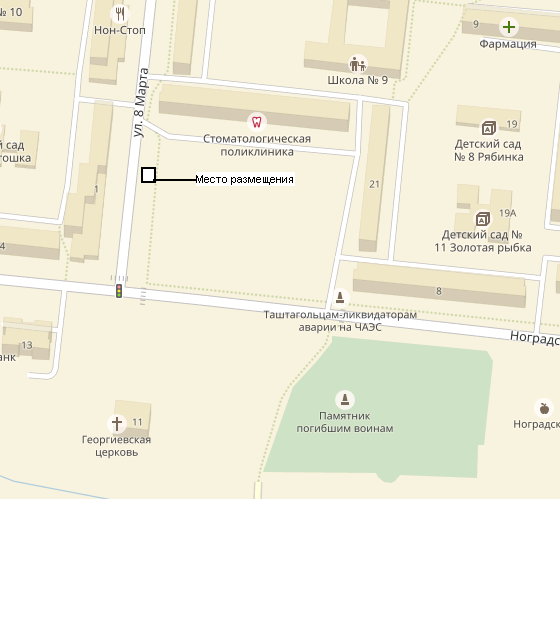 № 10
Нон-Стоп
9
Фармация
Школа № 9
ул. 8 Марта
19
Стоматологическая
поликлиника
Детский сад
№ 8 Рябинка
й сад
тошка
Место размещения
1
21
19А
Детский сад №
11 Золотая рыбка
4
8
Таштагольцам-ликвидаторам
аварии на ЧАЭС
Ноградс
13
анк
Памятник
погибшим воинам
11
Георгиевская
церковь
Ноградск